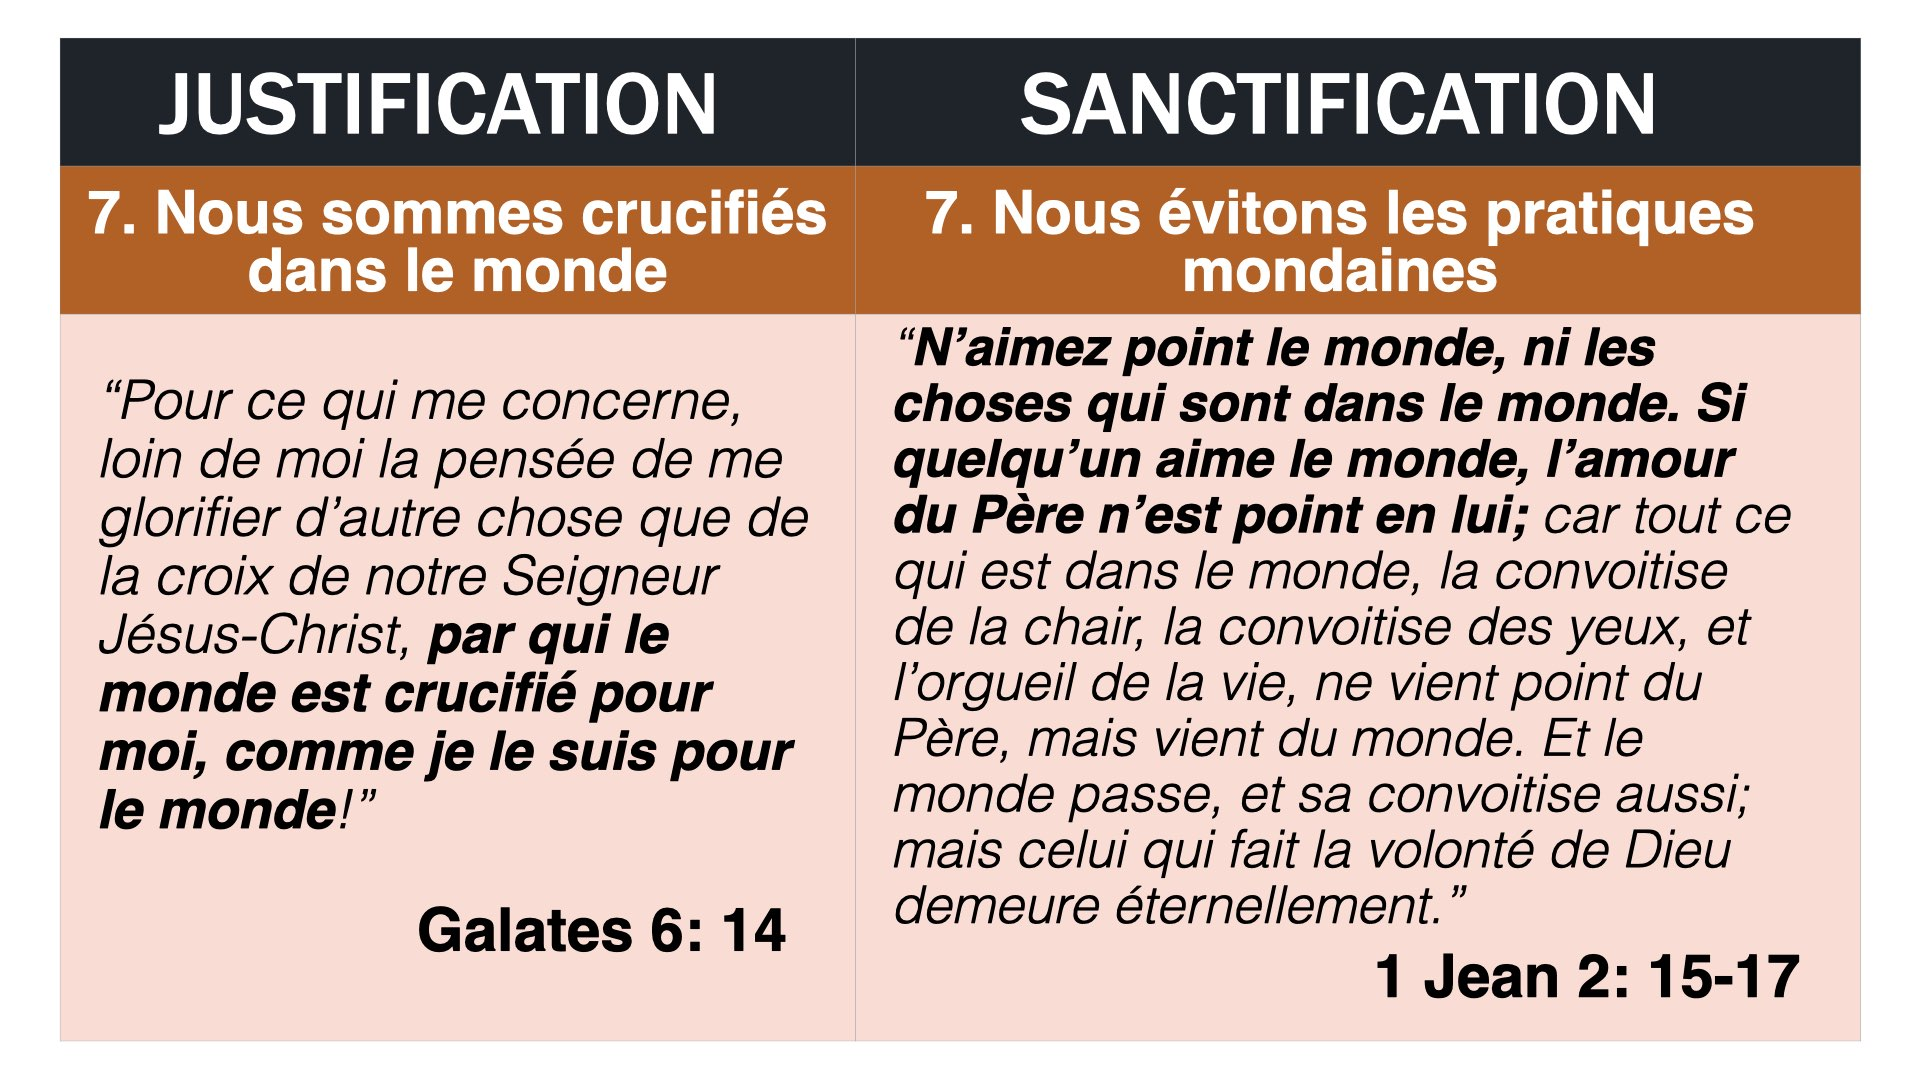 JUSTIFICATION
SANCTIFICATION
7. Nous sommes crucifiés
dans le monde
7. Nous évitons les pratiques
mondaines
“Pour ce qui me concerne,
loin de moi la pensée de me
glorifier d’autre chose que de
la croix de notre Seigneur
Jésus-Christ, par qui le
monde est crucifié pour
moi, comme je le suis pour
le monde!”
Galates 6: 14
“N’aimez point le monde, ni les
choses qui sont dans le monde. Si
quelqu’un aime le monde, l’amour
du Père n’est point en lui; car tout ce
qui est dans le monde, la convoitise
de la chair, la convoitise des yeux, et
l’orgueil de la vie, ne vient point du
Père, mais vient du monde. Et le
monde passe, et sa convoitise aussi;
mais celui qui fait la volonté de Dieu
demeure éternellement.”
1 Jean 2: 15-17